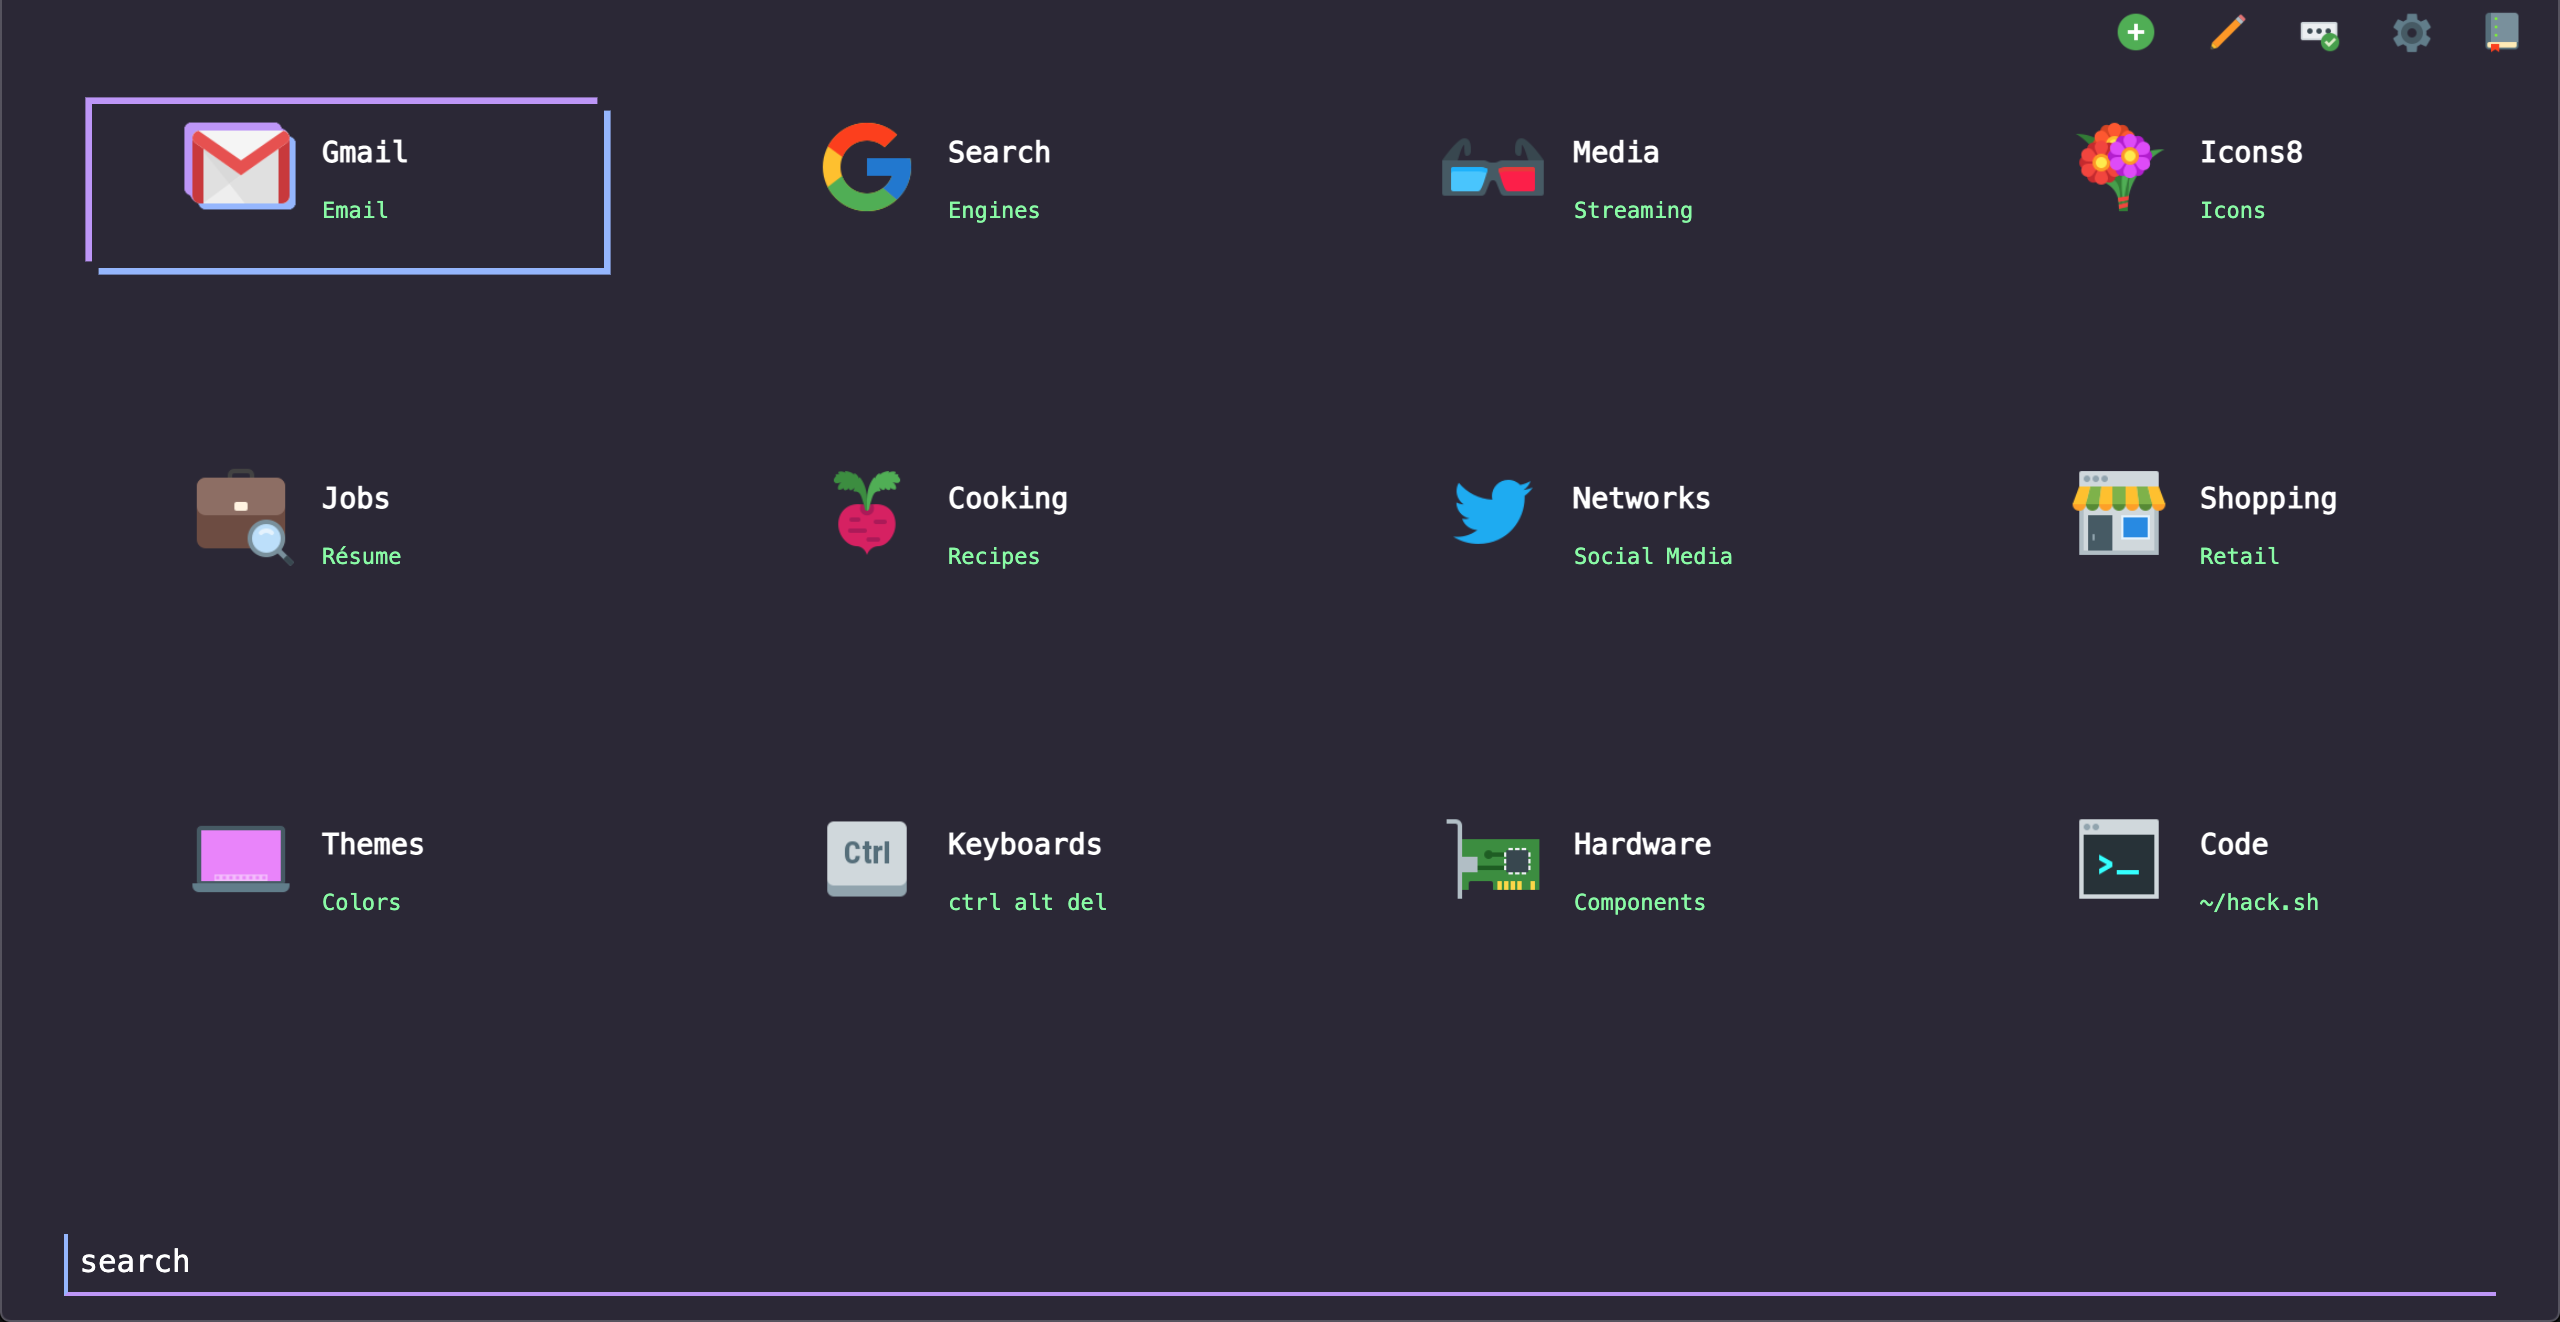 Gmail
Email
Search
Engines
Media
Streaming
Icons8
Icons
Jobs
Résume
Cooking
Recipes
Networks
Social Media
Shopping
Retail
Themes
Colors
Ctrl
Keyboards
ctrl alt del
Hardware
Components
>_
Code
~/hack.sh
search